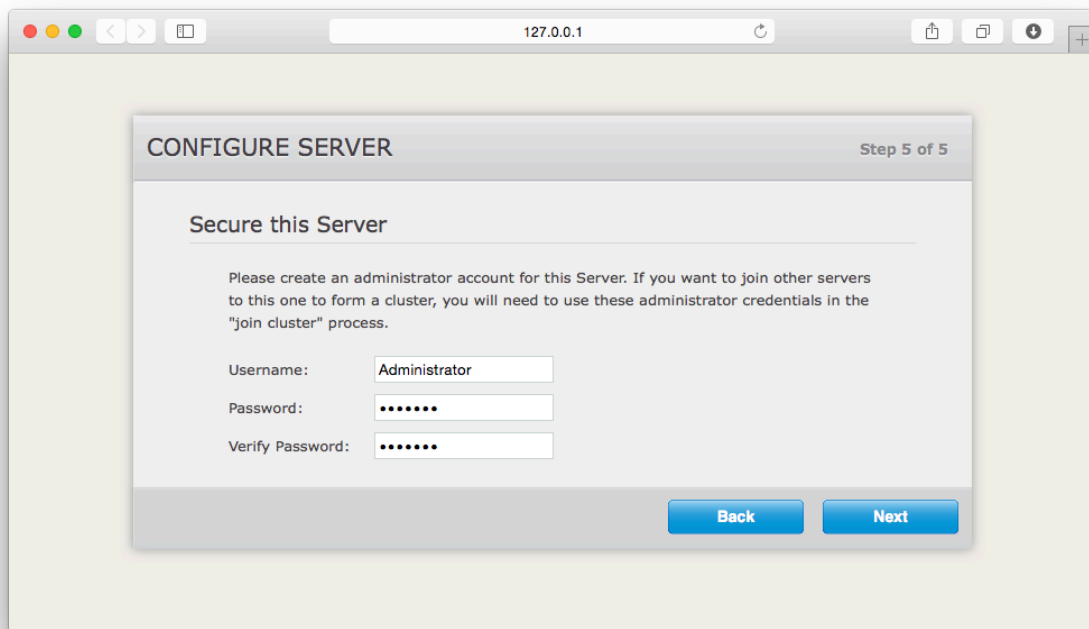 127.0.0.1
CONFIGURE SERVER
Step 5 of 5
Secure this Server
Please create an administrator account for this Server. If you want to join other servers
to this one to form a cluster, you will need to use these administrator credentials in the
"join cluster" process.
Username: Administrator
Password: •••••••
Verify Password: •••••••
Back Next